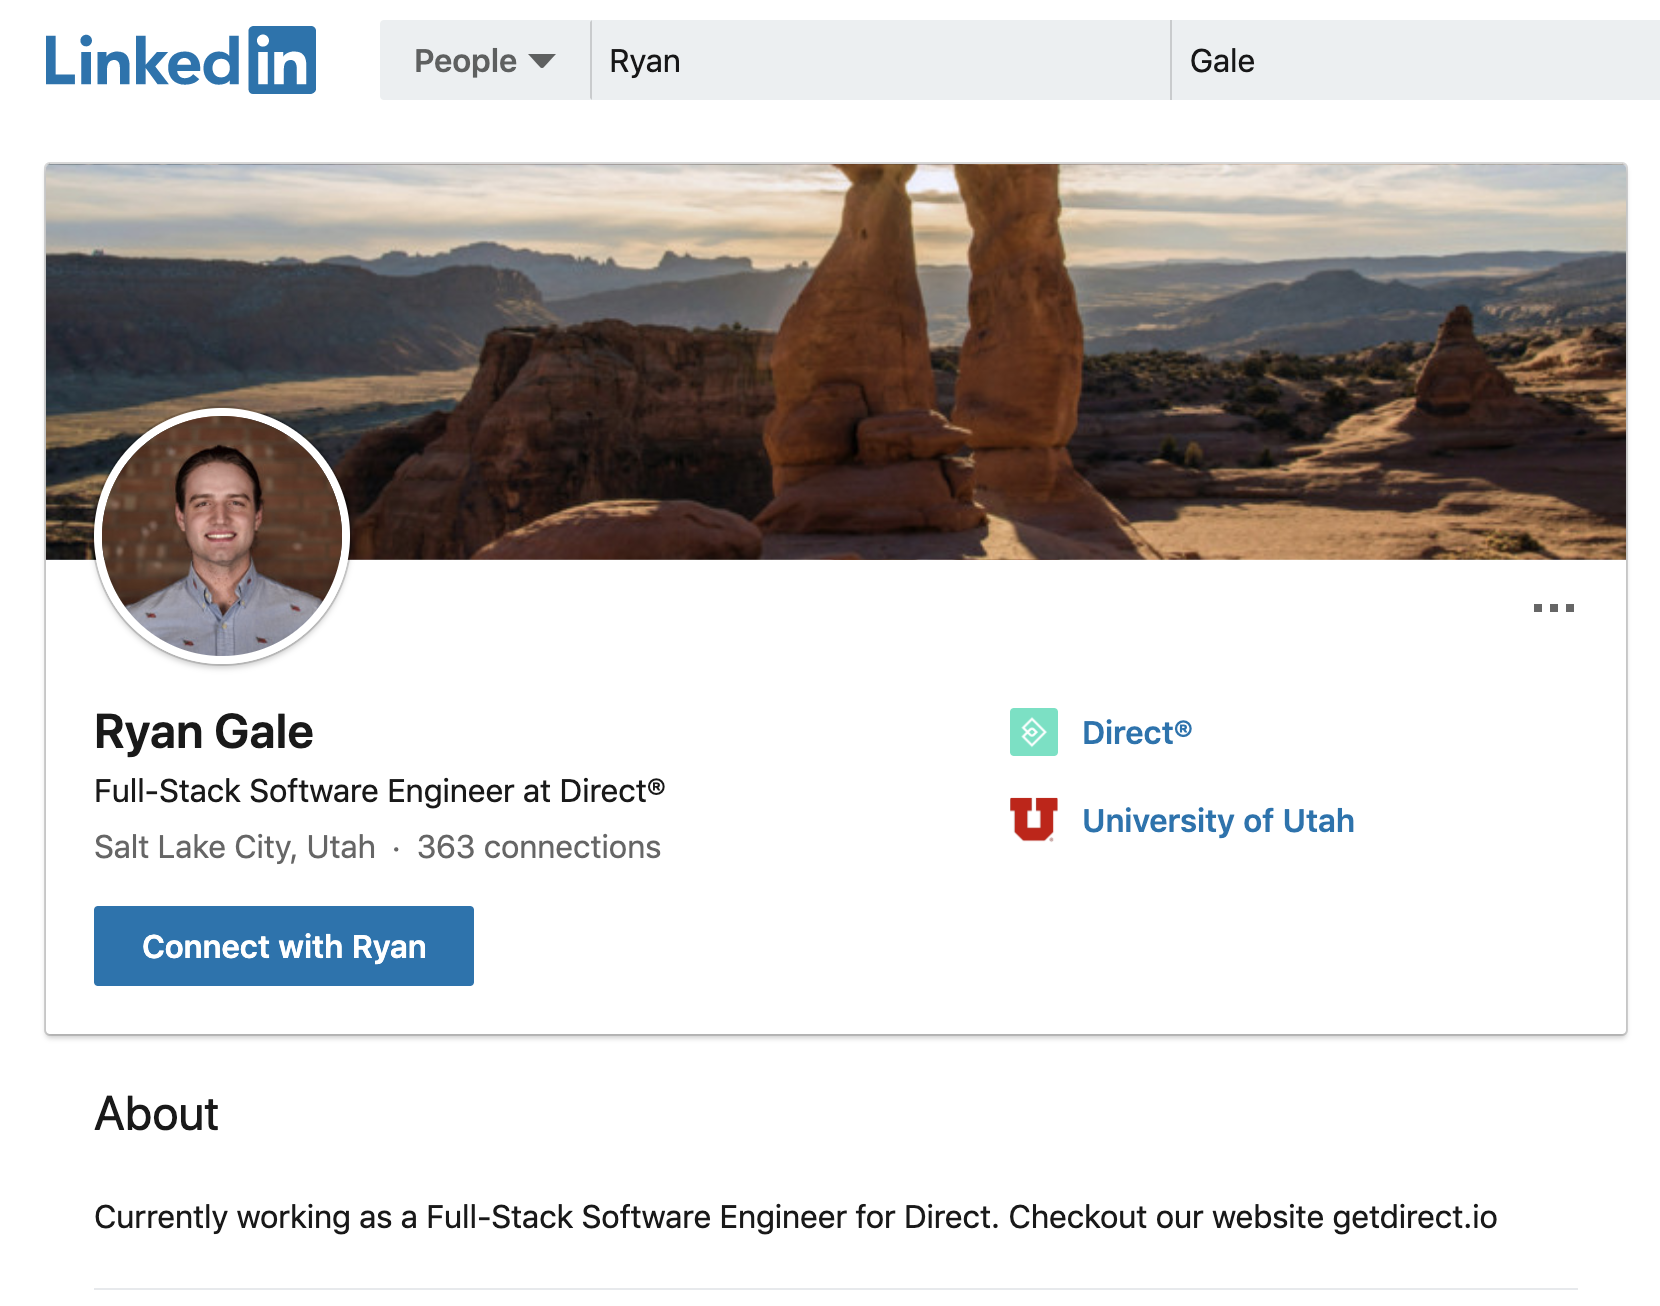 Linked in
People
Ryan
Gale
Ryan Gale
Full-Stack Software Engineer at Direct®
Salt Lake City, Utah · 363 connections
Connect with Ryan
Direct®
U
University of Utah
About
Currently working as a Full-Stack Software Engineer for Direct. Checkout our website getdirect.io